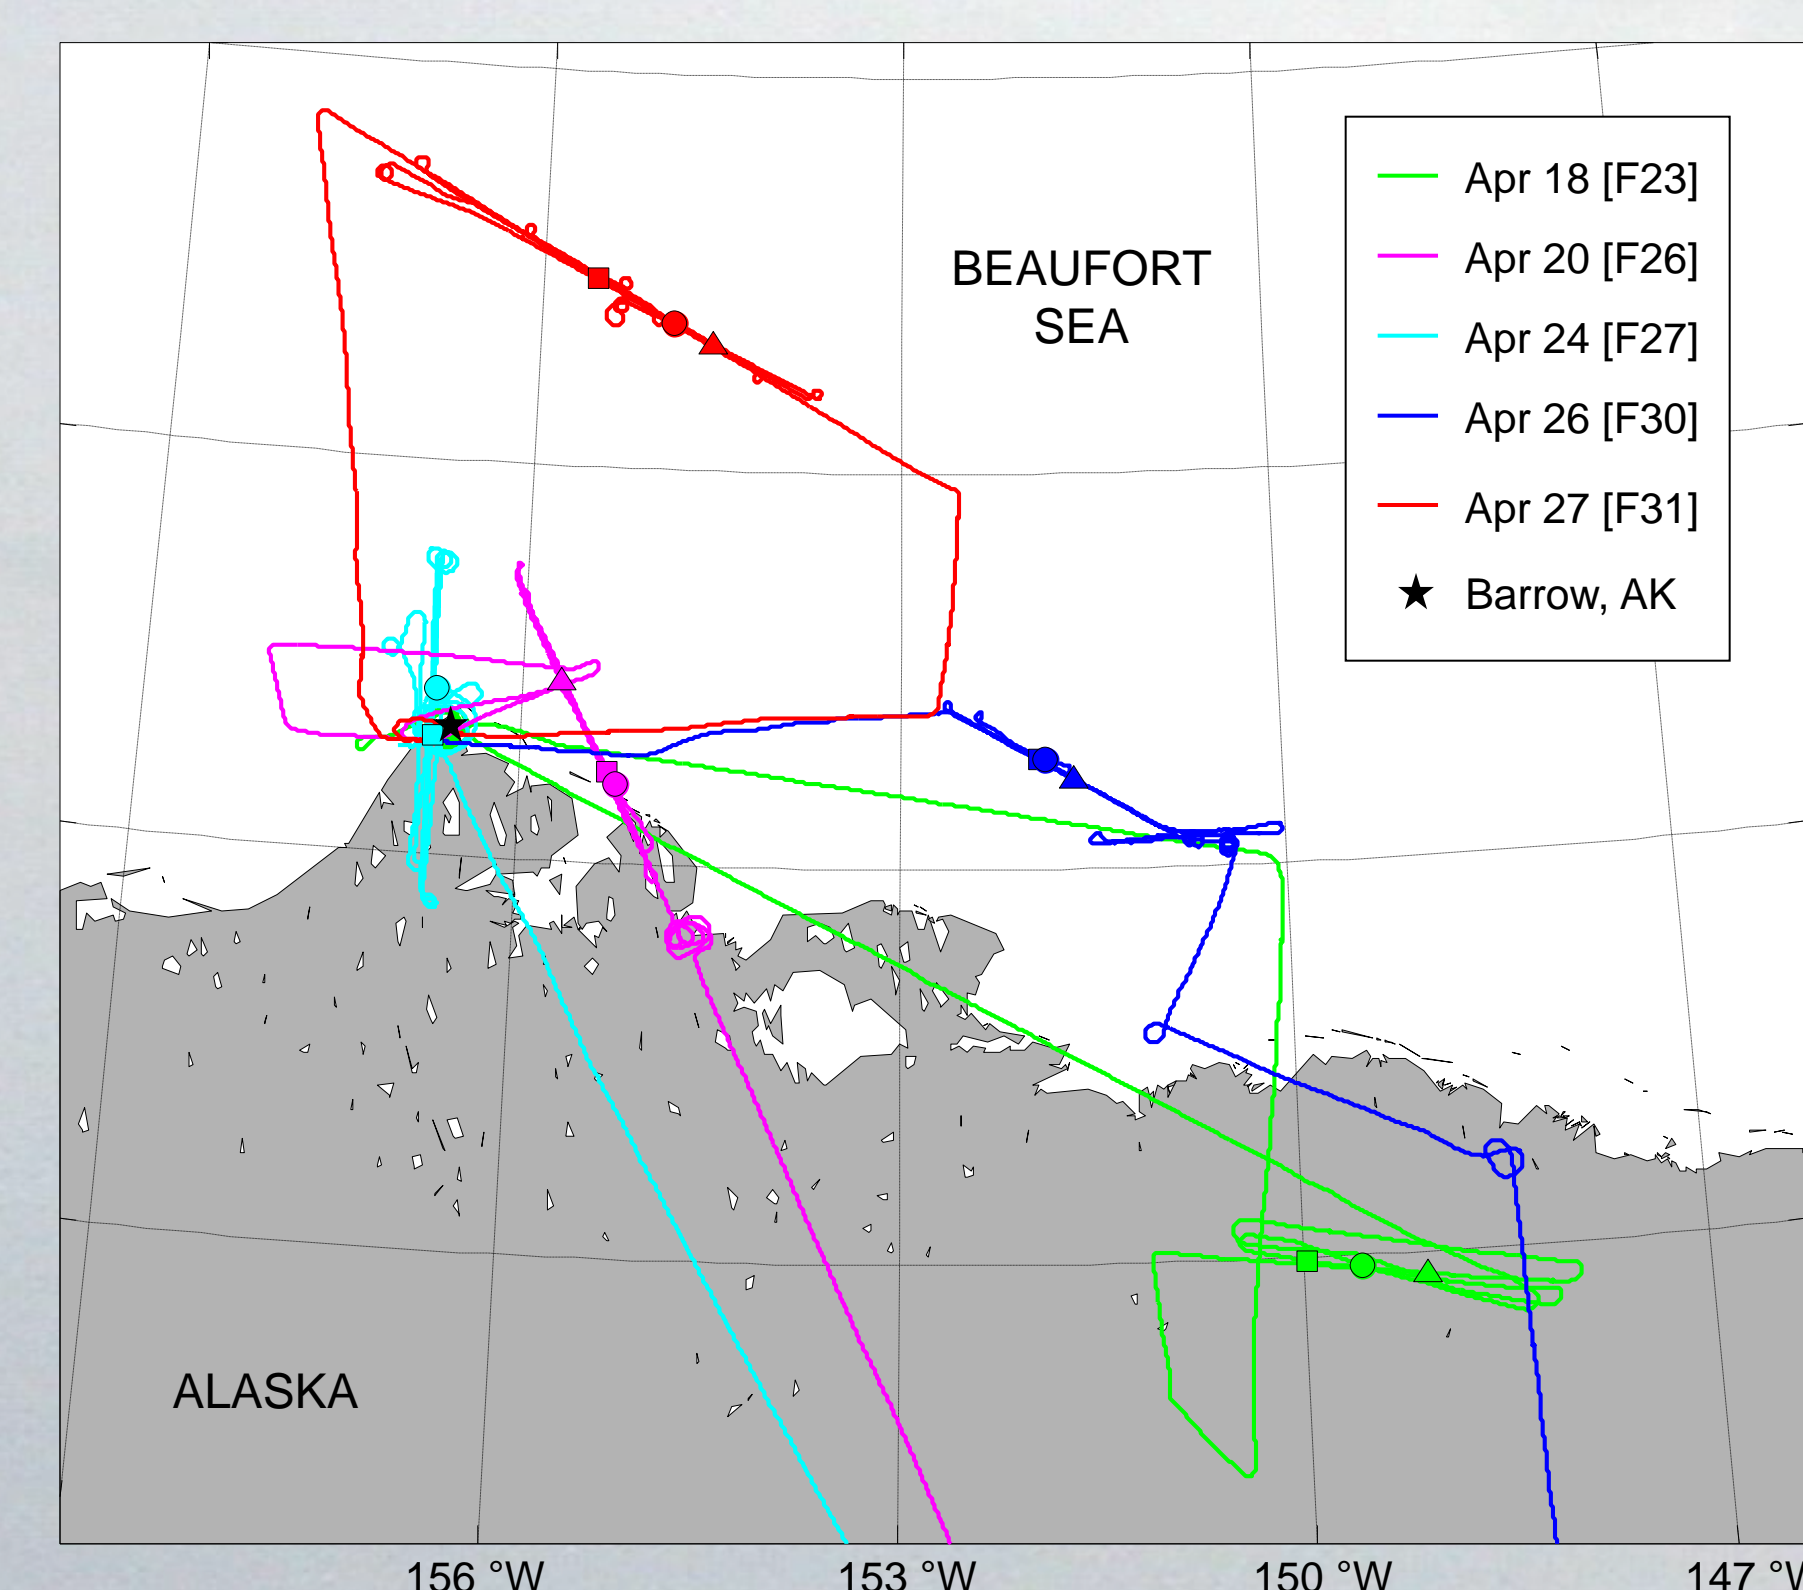 BEAUFORT
SEA
Apr 18 [F23]
Apr 20 [F26]
Apr 24 [F27]
Apr 26 [F30]
Apr 27 [F31]
Barrow, AK
ALASKA
156 °W 153 °W 150 °W 147 °W